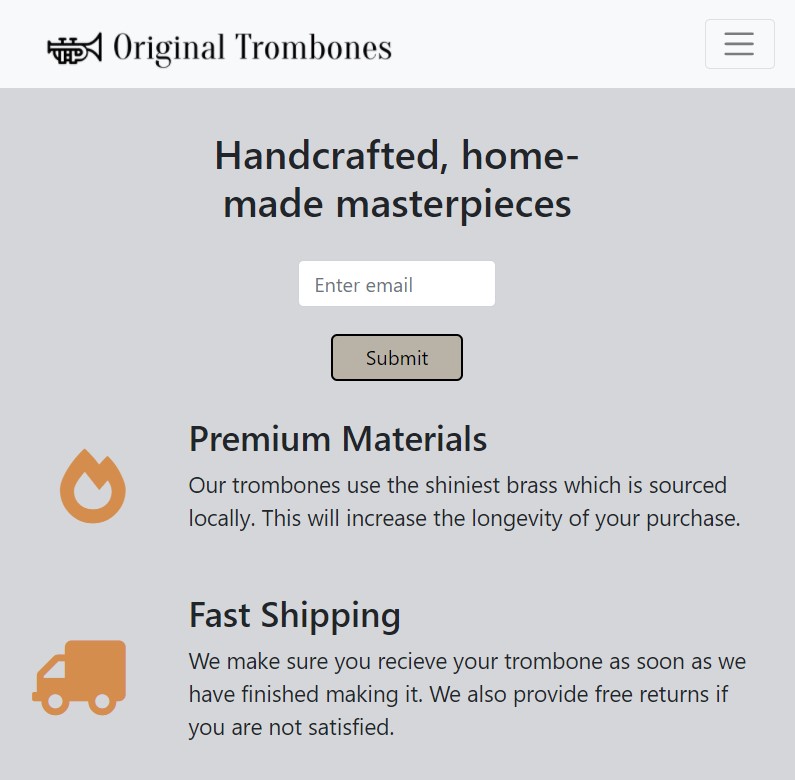 Original Trombones
Handcrafted, home-
made masterpieces
Enter email
Submit
Premium Materials
Our trombones use the shiniest brass which is sourced
locally. This will increase the longevity of your purchase.
Fast Shipping
We make sure you recieve your trombone as soon as we
have finished making it. We also provide free returns if
you are not satisfied.